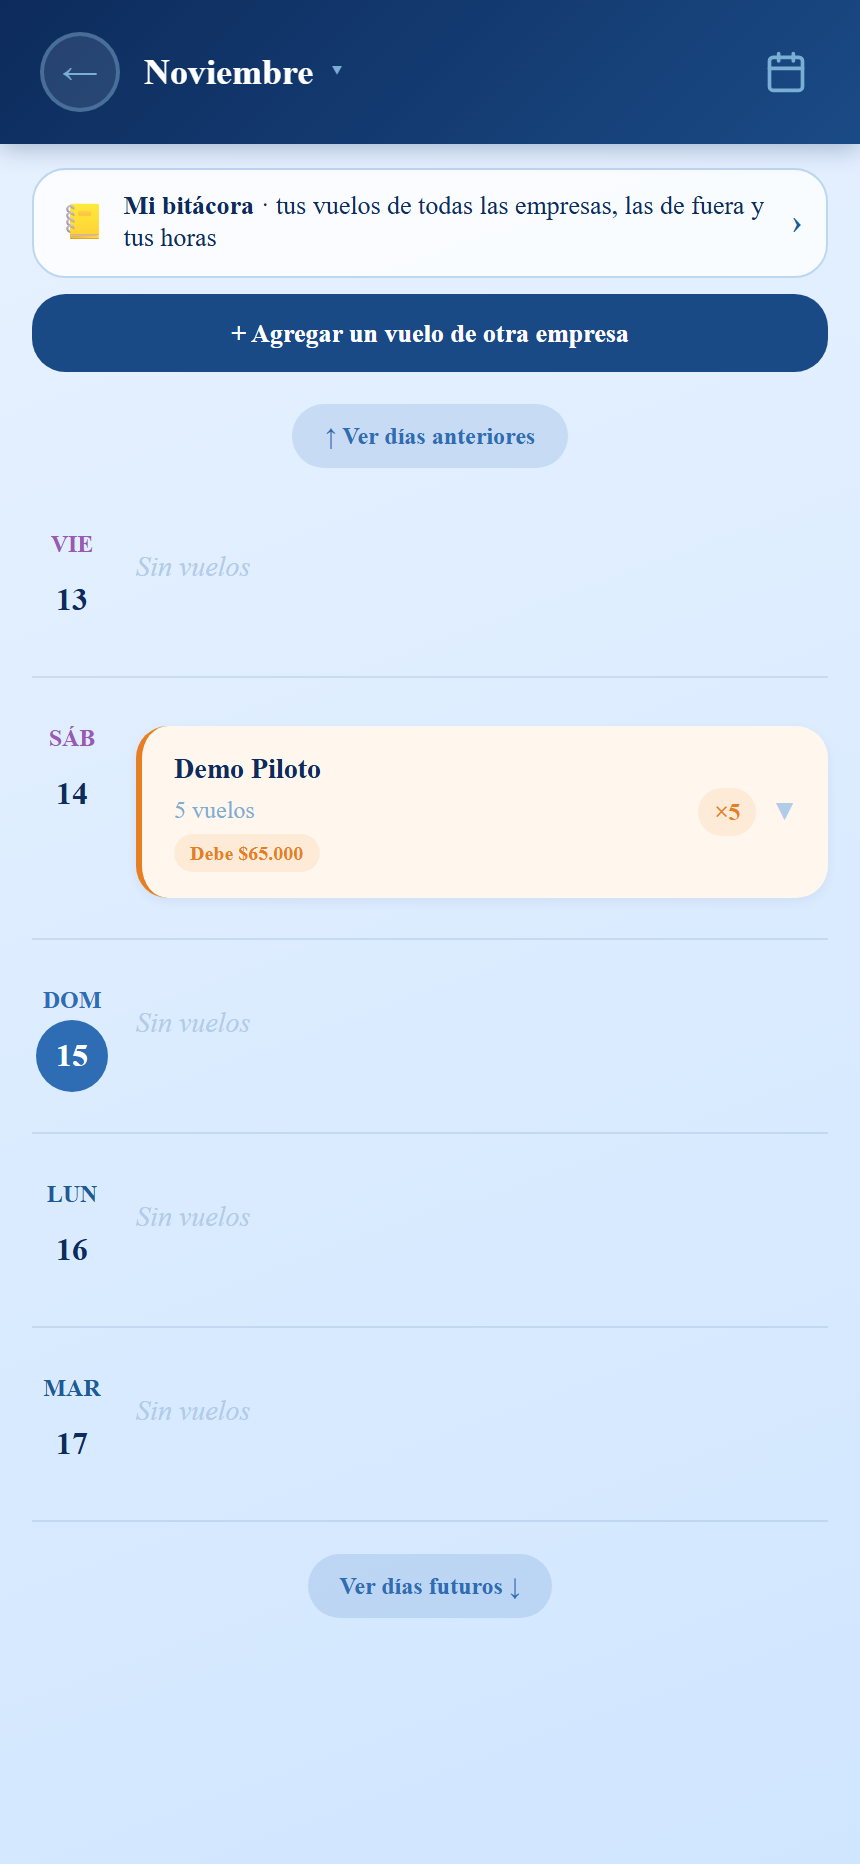 ← Noviembre ▼
Mi bitácora · tus vuelos de todas las empresas, las de fuera y
tus horas ›
+ Agregar un vuelo de otra empresa
↑ Ver días anteriores
VIE
13
Sin vuelos
SÁB
14
Demo Piloto
5 vuelos
Debe $65.000
×5 ▼
DOM
15
Sin vuelos
LUN
16
Sin vuelos
MAR
17
Sin vuelos
Ver días futuros ↓